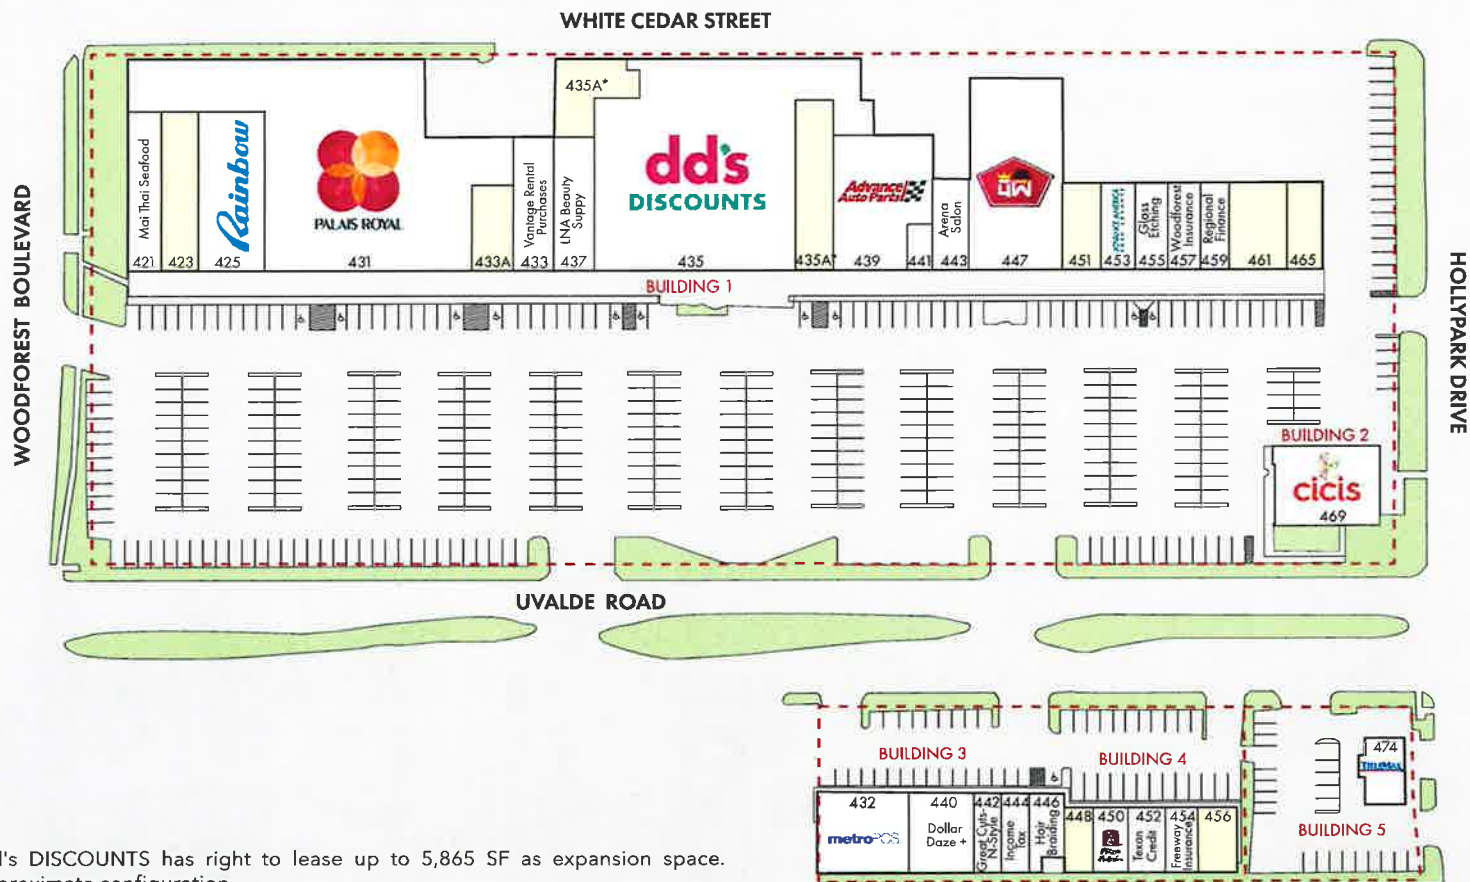 WHITE CEDAR STREET
WOODFOREST BOULEVARD
HOLLYPARK DRIVE
435A*
Mai Thai Seafood
421
423
Rainbow
425
PALAIS ROYAL
431
433A
Vantage Rental
Purchases
433
LNA Beauty
Suppy
437
dd's
DISCOUNTS
435
435A*
Advance
Auto Parts
439
441
Arena
Salon
443
447
451
453
Glass
Etching
455
Woodforest
Insurance
457
Regional
Finance
459
461
465
BUILDING 1
BUILDING 2
cicis
469
UVALDE ROAD
BUILDING 3
BUILDING 4
432
metroPCS
440
Dollar
Daze +
442
Great Cuts-
N-Style
444
Income
Tax
446
Hair
Braiding
448
450
452
Texan
Credit
454
Freeway
Insurance
456
474
TITLEMAX
BUILDING 5
's DISCOUNTS has right to lease up to 5,865 SF as expansion space.